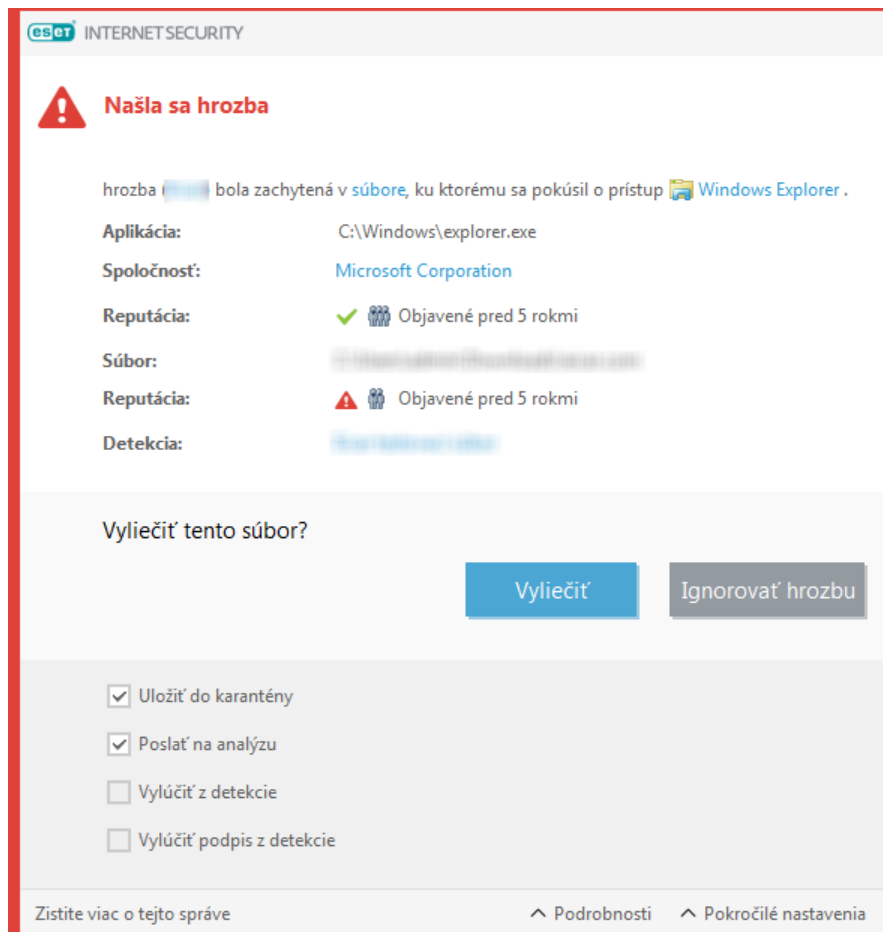 eset INTERNET SECURITY
Našla sa hrozba
hrozba ( ) bola zachytená v súbore, ku ktorému sa pokúsil o prístup Windows Explorer .
Aplikácia: C:\Windows\explorer.exe
Spoločnosť: Microsoft Corporation
Reputácia: Objavené pred 5 rokmi
Súbor:
Reputácia: Objavené pred 5 rokmi
Detekcia:
Vyliečiť tento súbor?
Vyliečiť Ignorovať hrozbu
Uložiť do karantény
Poslať na analýzu
Vylúčiť z detekcie
Vylúčiť podpis z detekcie
Zistite viac o tejto správe Podrobnosti Pokročilé nastavenia